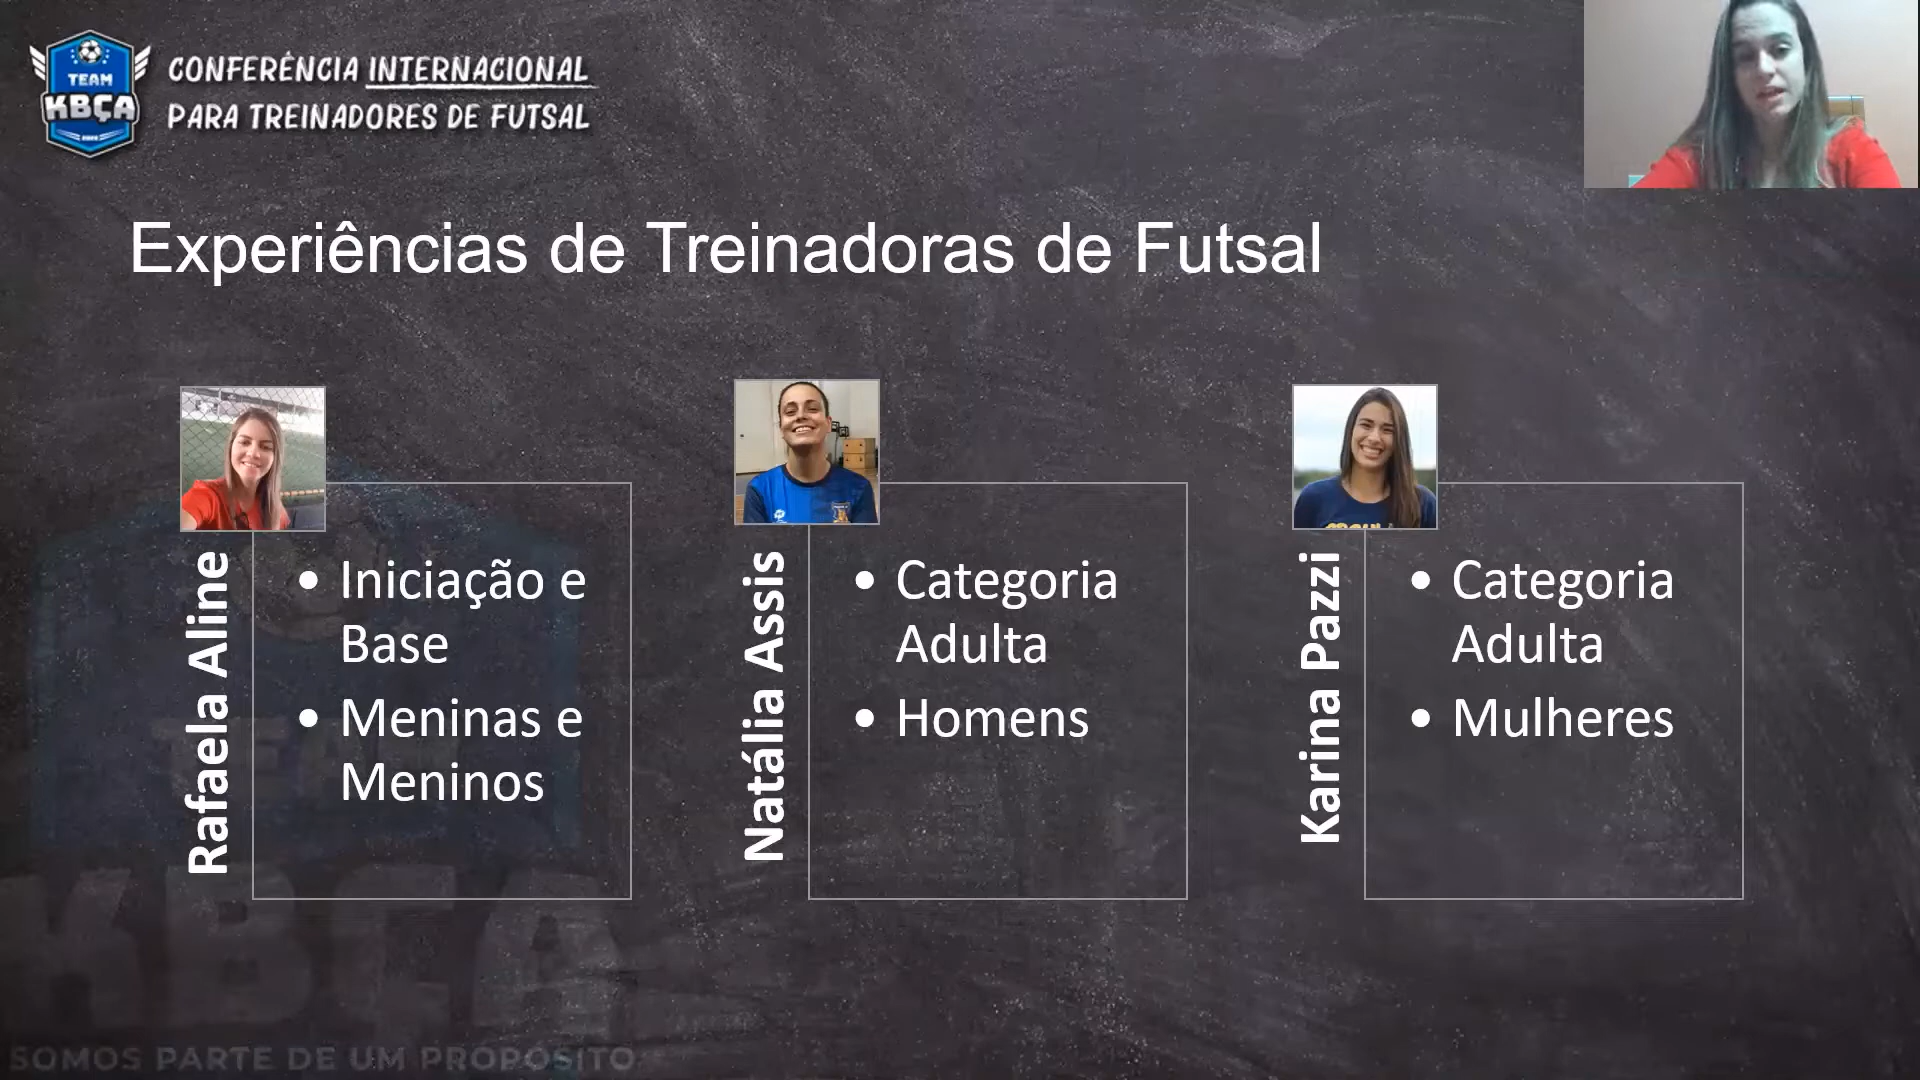 TEAM
KBÇA
CONFERÊNCIA INTERNACIONAL
PARA TREINADORES DE FUTSAL
Experiências de Treinadoras de Futsal
Rafaela Aline
• Iniciação e
Base
• Meninas e
Meninos
Natália Assis
• Categoria
Adulta
• Homens
Karina Pazzi
• Categoria
Adulta
• Mulheres
KBÇA
SOMOS PARTE DE UM PROPÓSITO